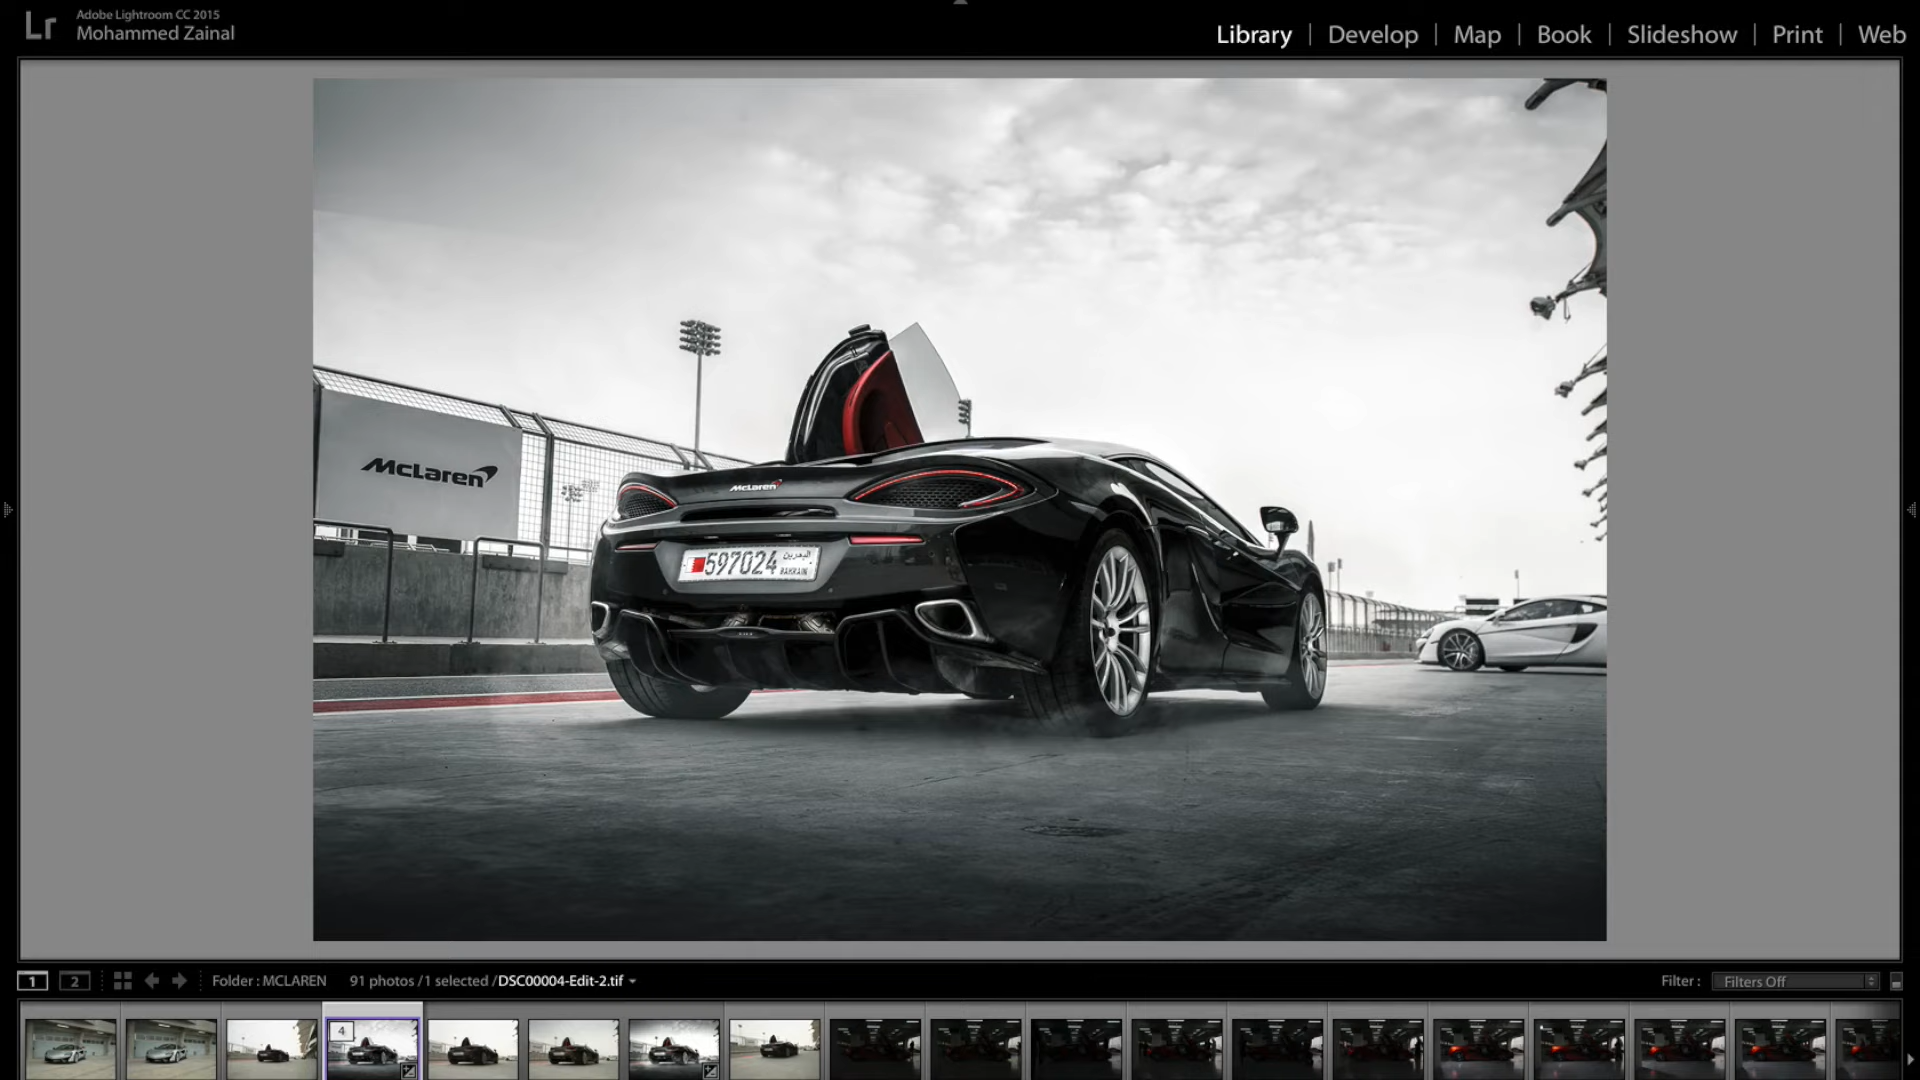 Lr
Adobe Lightroom CC 2015
Mohammed Zainal
Library | Develop | Map | Book | Slideshow | Print | Web
McLaren
McLaren
597024
البحرين
BAHRAIN
1 2 Folder : MCLAREN 91 photos /1 selected /DSC00004-Edit-2.tif Filter : Filters Off
4